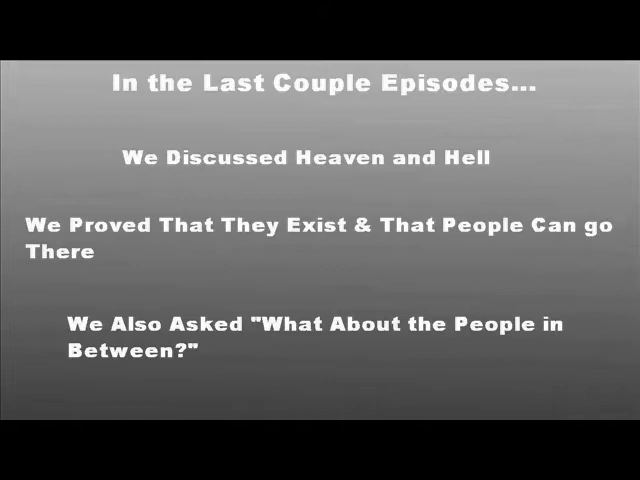 In the Last Couple Episodes...
We Discussed Heaven and Hell
We Proved That They Exist & That People Can go
There
We Also Asked "What About the People in
Between?"